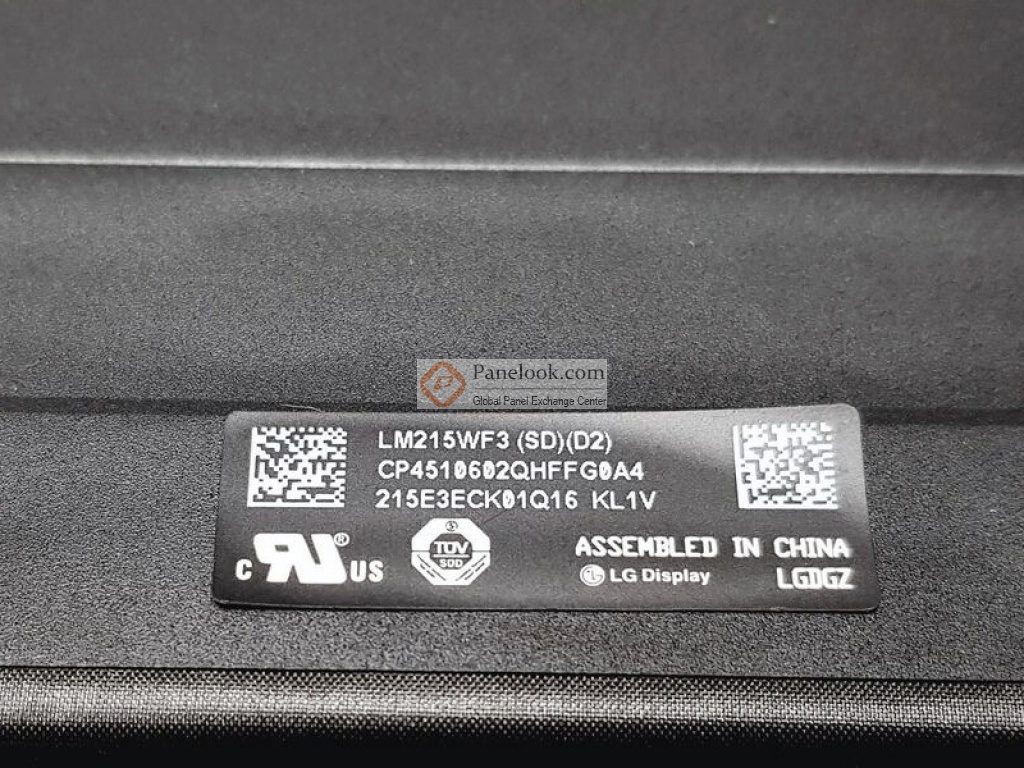 Panelook.com
Global Panel Exchange Center
LM215WF3 (SD)(D2)
CP4510602QHFFG0A4
215E3ECK01Q16 KL1V
c UR ® US
TÜV
SÜD
ASSEMBLED IN CHINA
LG Display
LGDGZ